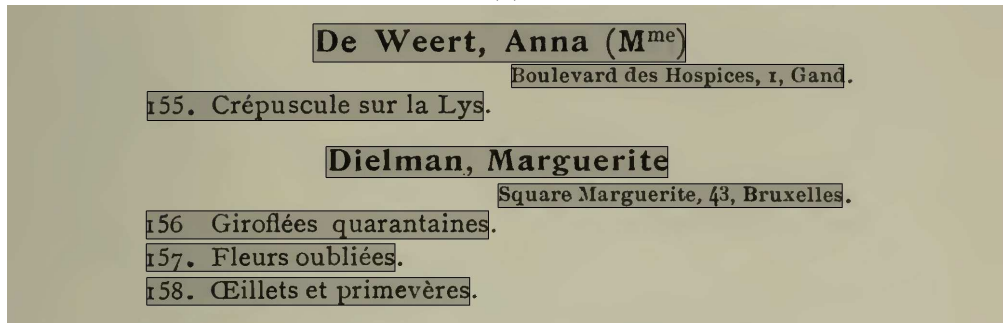 De Weert, Anna (Mme)
Boulevard des Hospices, 1, Gand.
155. Crépuscule sur la Lys.
Dielman, Marguerite
Square Marguerite, 43, Bruxelles.
156 Giroflées quarantaines.
157. Fleurs oubliées.
158. Œillets et primevères.